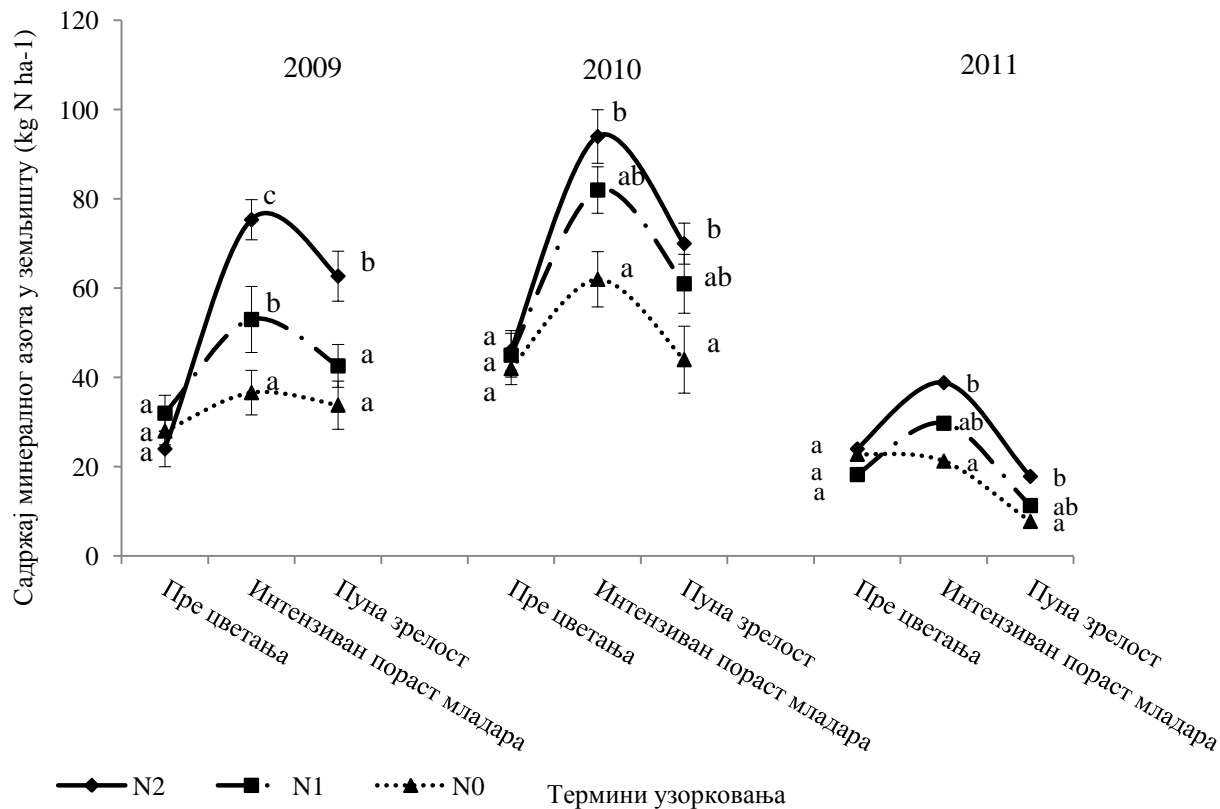 Садржај минералног азота у земљишту (kg N ha-1)
120
100
80
60
40
20
0
2009
2010
2011
c
b
b
a
a
a
a
a
a
b
ab
a
b
ab
a
a
a
a
b
ab
a
b
ab
a
a
a
a
Пре цветања
Интензиван пораст младара
Пуна зрелост
Пре цветања
Интензиван пораст младара
Пуна зрелост
Пре цветања
Интензиван пораст младара
Пуна зрелост
N2 N1 N0
Термини узорковања